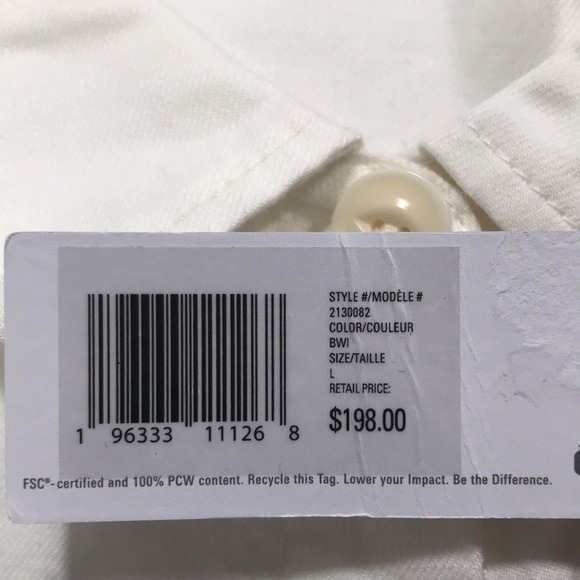 STYLE #/MODÈLE #
2130082
COLOR/COULEUR
BWI
SIZE/TAILLE
L
RETAIL PRICE:
$198.00
1 96333 11126 8
FSC®-certified and 100% PCW content. Recycle this Tag. Lower your Impact. Be the Difference.